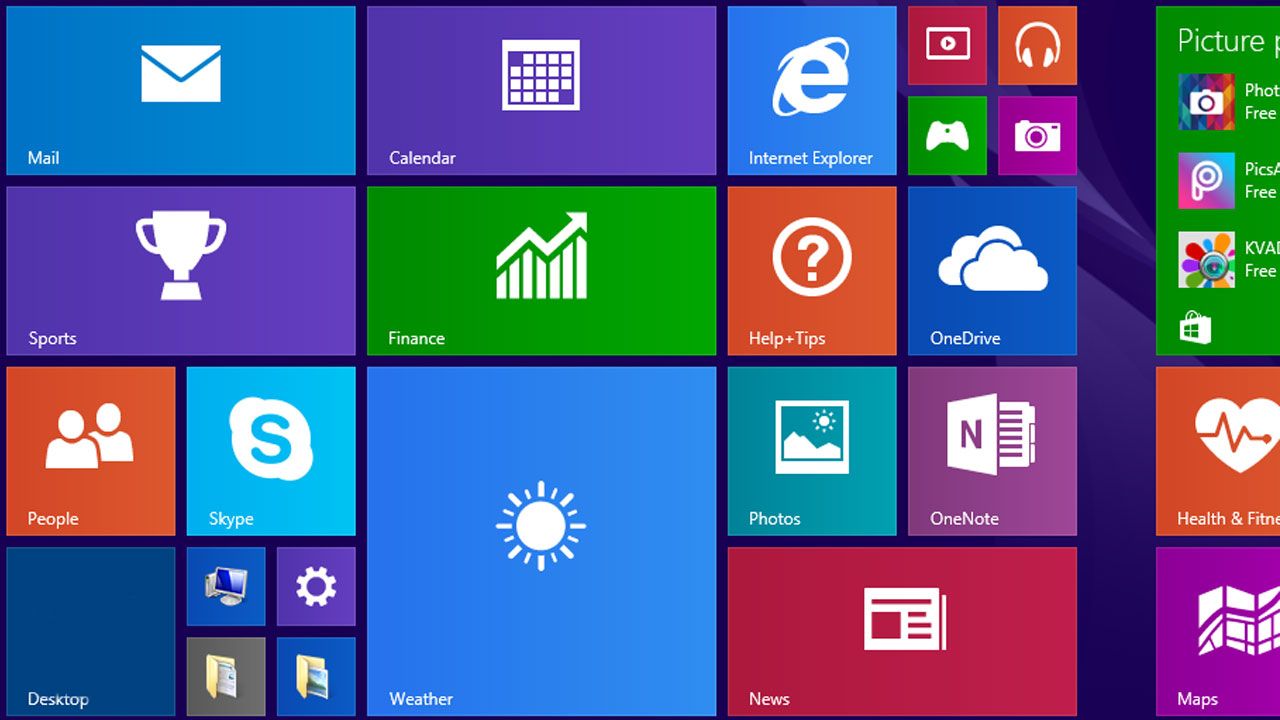 Mail
Calendar
Internet Explorer
Picture
Phot
Free
PicsA
Free
KVAD
Free
Sports
Finance
Help+Tips
OneDrive
People
S
Skype
Photos
N
OneNote
Health & Fitne
Desktop
Weather
News
Maps